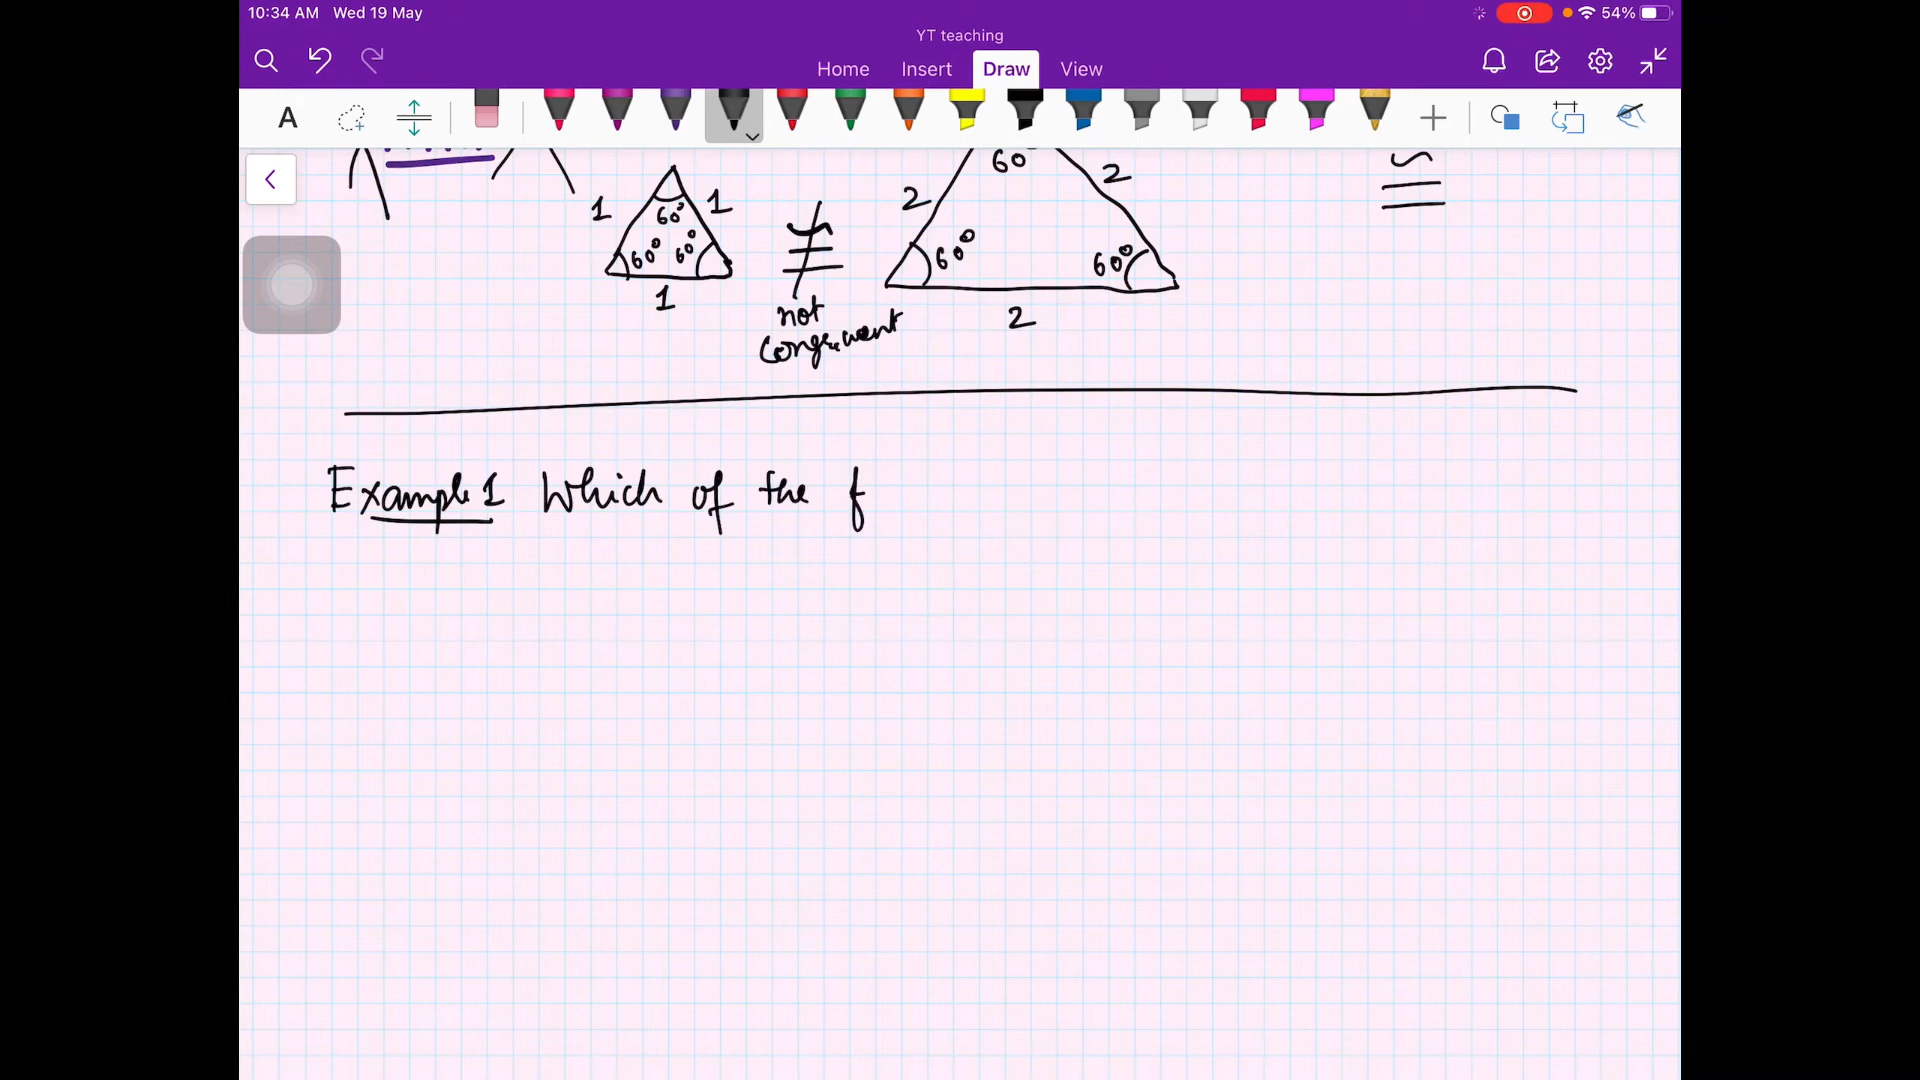 10:34 AM Wed 19 May
54%
YT teaching
Home Insert Draw View
A
60°
2
2
≅
1
1
60°
60° 60°
1
≇
not
congruent
60°
60°
2
Example 1 Which of the f